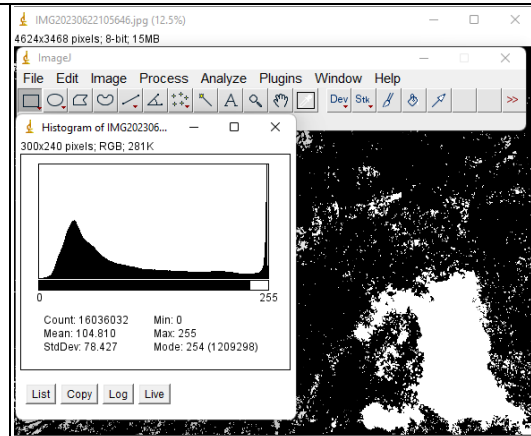 IMG20230622105646.jpg (12.5%)
4624x3468 pixels; 8-bit; 15MB
ImageJ
File Edit Image Process Analyze Plugins Window Help
Dev Stk >>
Histogram of IMG202306...
300x240 pixels; RGB; 281K
0 255
Count: 16036032 Min: 0
Mean: 104.810 Max: 255
StdDev: 78.427 Mode: 254 (1209298)
List Copy Log Live